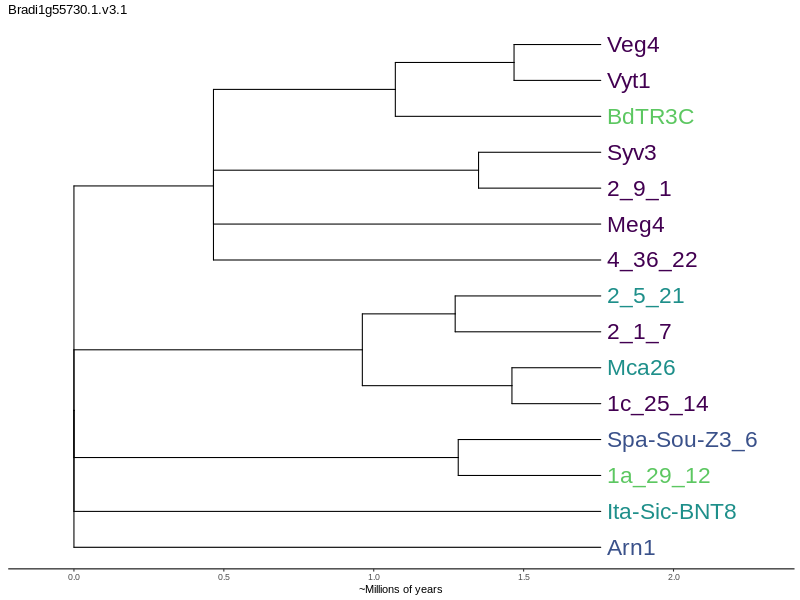 Bradi1g55730.1.v3.1
Veg4
Vyt1
BdTR3C
Syv3
2_9_1
Meg4
4_36_22
2_5_21
2_1_7
Mca26
1c_25_14
Spa-Sou-Z3_6
1a_29_12
Ita-Sic-BNT8
Arn1
0.0 0.5 1.0 1.5 2.0
~Millions of years